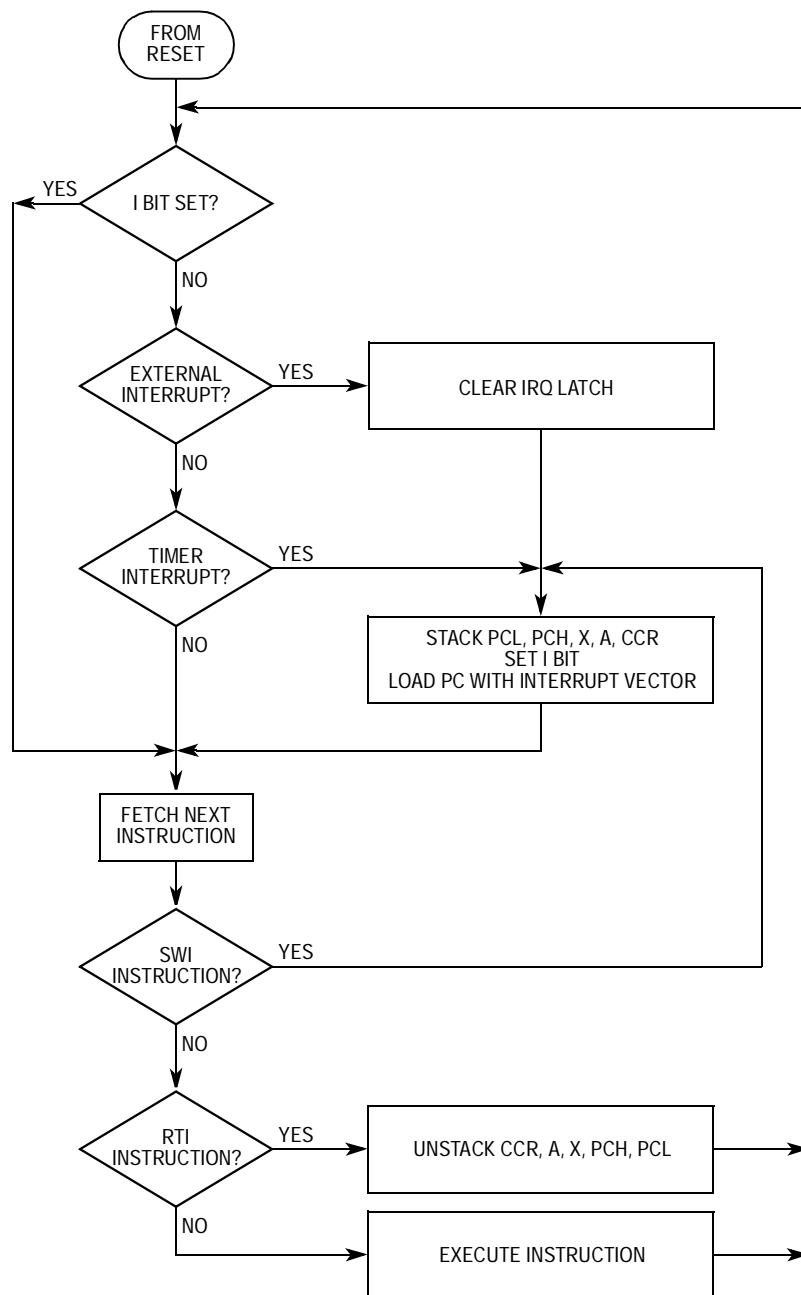 FROM
RESET
YES
I BIT SET?
NO
EXTERNAL
INTERRUPT?
YES
CLEAR IRQ LATCH
NO
TIMER
INTERRUPT?
YES
NO
STACK PCL, PCH, X, A, CCR
SET I BIT
LOAD PC WITH INTERRUPT VECTOR
FETCH NEXT
INSTRUCTION
SWI
INSTRUCTION?
YES
NO
RTI
INSTRUCTION?
YES
UNSTACK CCR, A, X, PCH, PCL
NO
EXECUTE INSTRUCTION